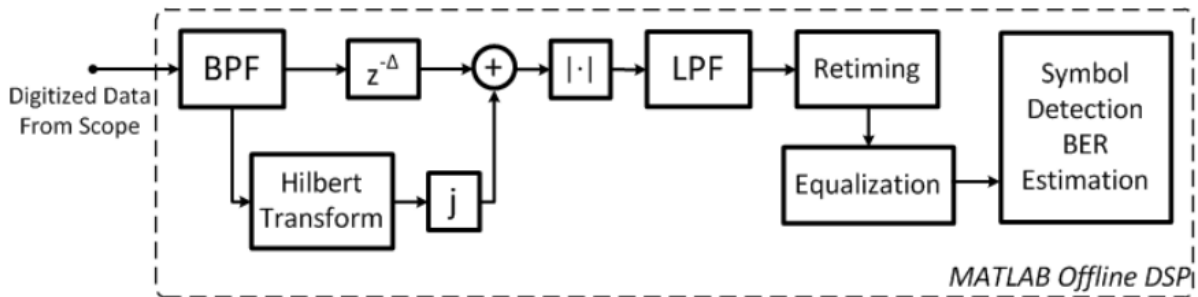 Digitized Data
From Scope
BPF
z^-Δ
+
|·|
LPF
Retiming
Symbol
Detection
BER
Estimation
Hilbert
Transform
j
Equalization
MATLAB Offline DSP